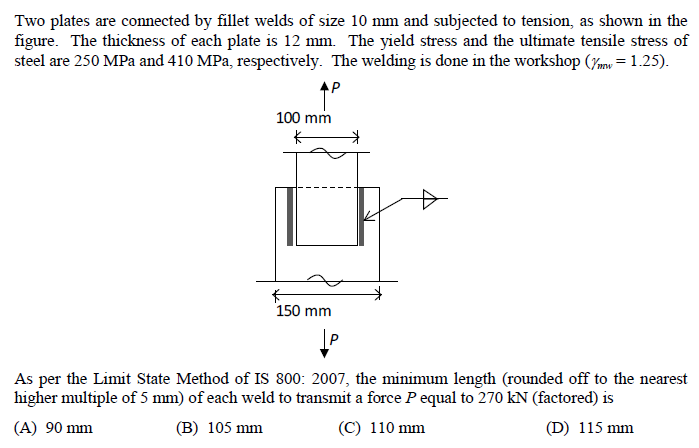 Two plates are connected by fillet welds of size 10 mm and subjected to tension, as shown in the
figure. The thickness of each plate is 12 mm. The yield stress and the ultimate tensile stress of
steel are 250 MPa and 410 MPa, respectively. The welding is done in the workshop (γmw = 1.25).
P
100 mm
150 mm
P
As per the Limit State Method of IS 800: 2007, the minimum length (rounded off to the nearest
higher multiple of 5 mm) of each weld to transmit a force P equal to 270 kN (factored) is
(A) 90 mm (B) 105 mm (C) 110 mm (D) 115 mm